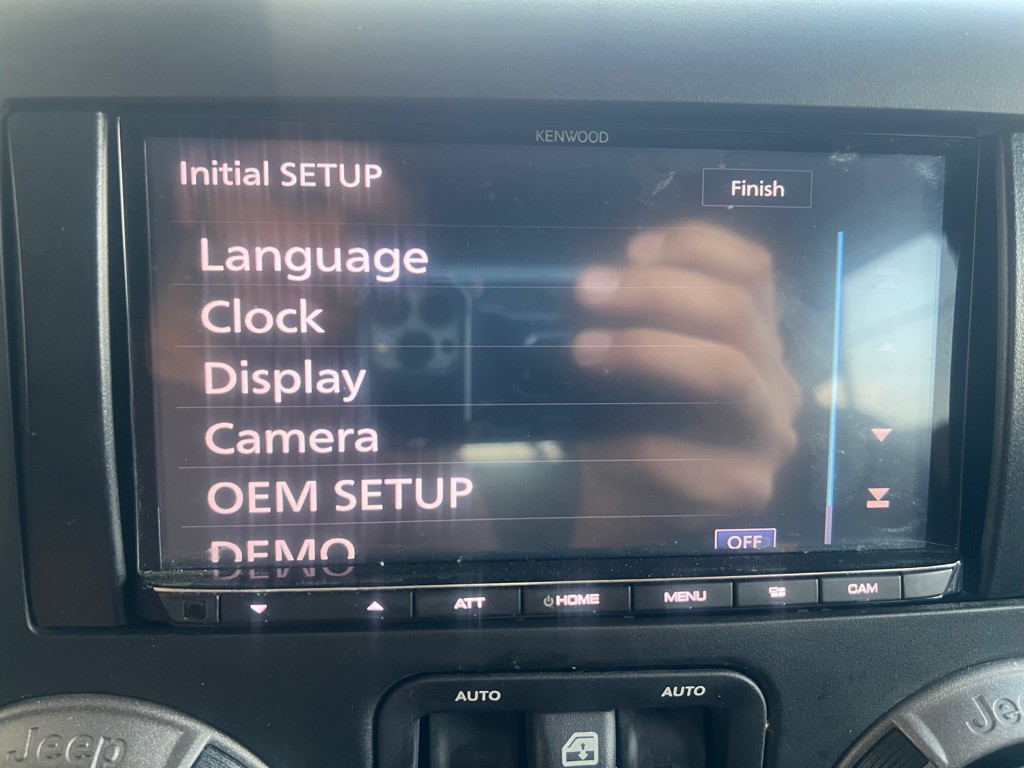 KENWOOD
Initial SETUP
Finish
Language
Clock
Display
Camera
OEM SETUP
DEMO
OFF
ATT
HOME
MENU
CAM
AUTO
AUTO
Jeep